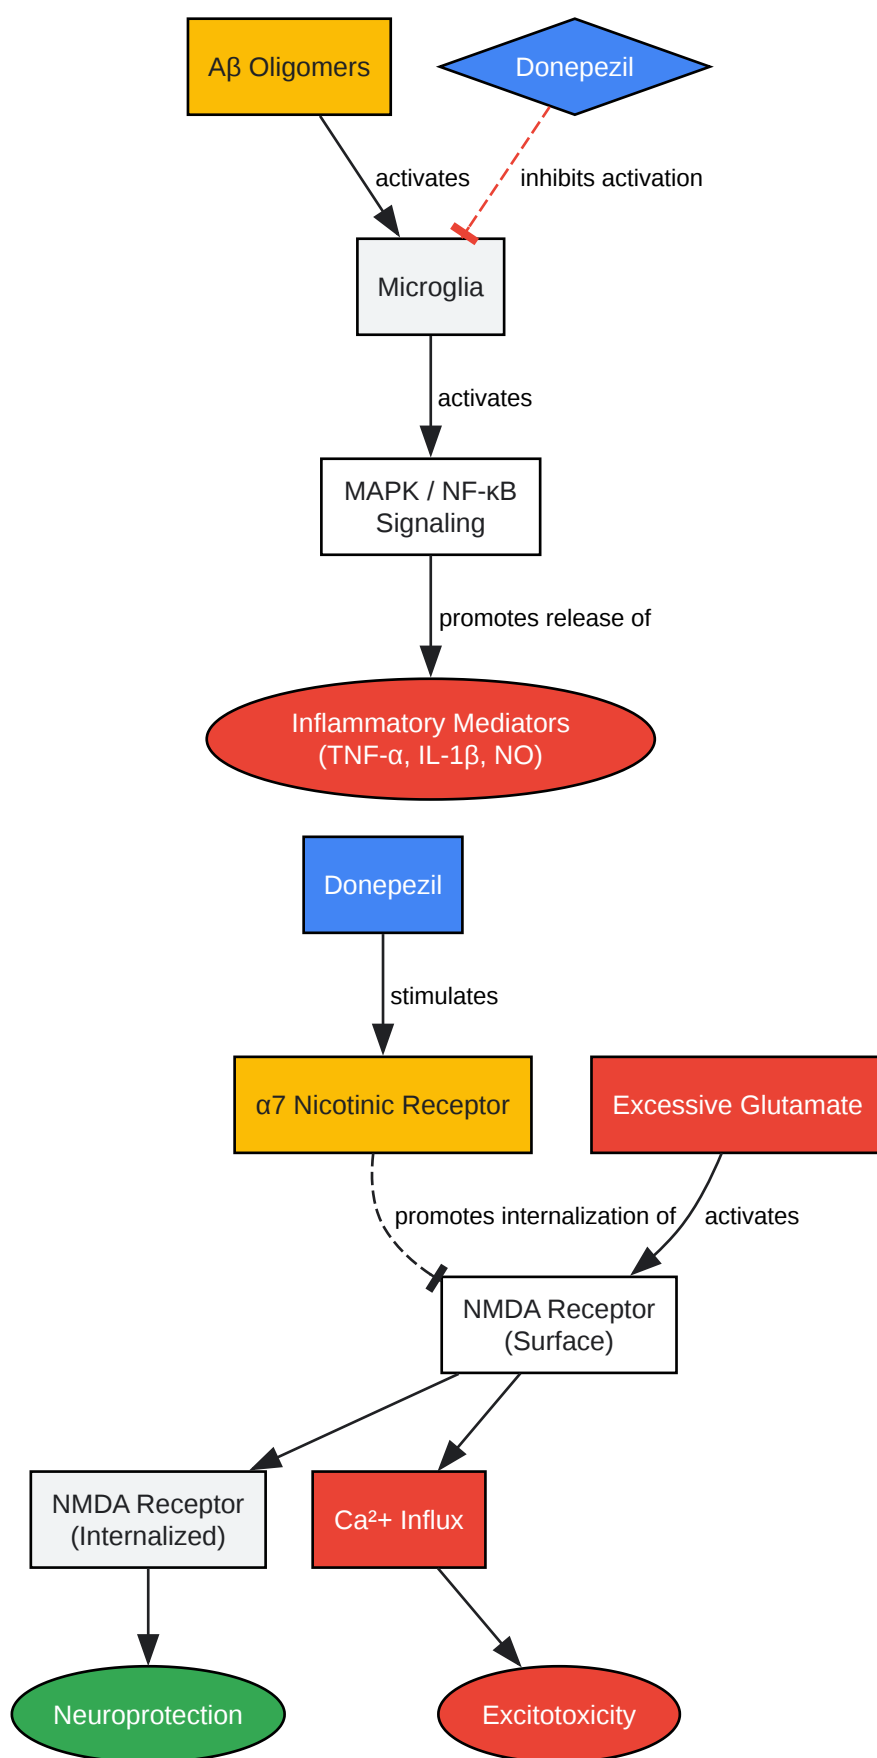 Aβ Oligomers
Donepezil
activates
inhibits activation
Microglia
activates
MAPK / NF-κB
Signaling
promotes release of
Inflammatory Mediators
(TNF-α, IL-1β, NO)
Donepezil
stimulates
α7 Nicotinic Receptor
Excessive Glutamate
promotes internalization of
activates
NMDA Receptor
(Surface)
NMDA Receptor
(Internalized)
Ca²+ Influx
Neuroprotection
Excitotoxicity